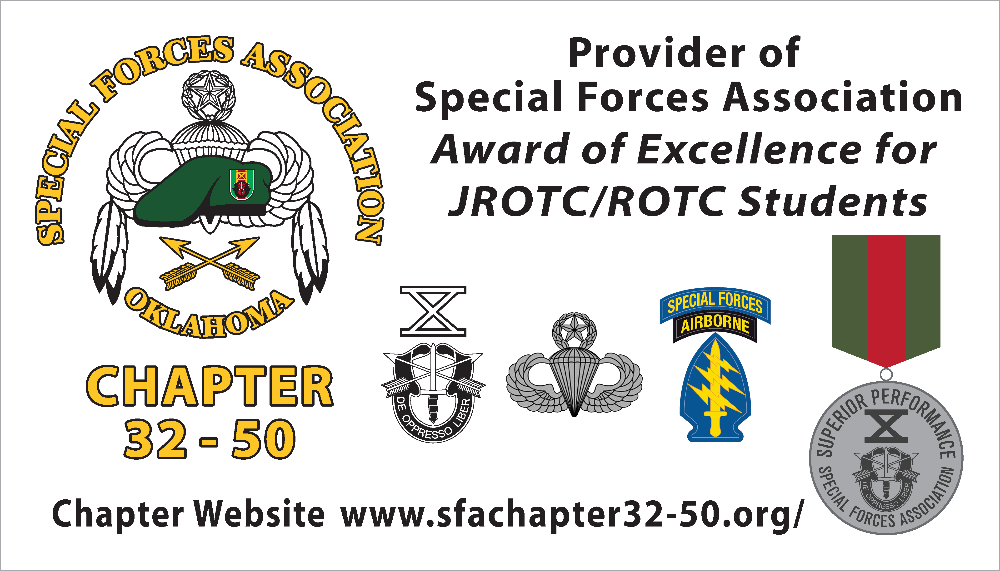 SPECIAL FORCES ASSOCIATION
OKLAHOMA
CHAPTER
32 - 50
Provider of
Special Forces Association
Award of Excellence for
JROTC/ROTC Students
DE OPPRESSO LIBER
SPECIAL FORCES
AIRBORNE
SUPERIOR PERFORMANCE
DE OPPRESSO LIBER
SPECIAL FORCES ASSOCIATION
Chapter Website www.sfachapter32-50.org/